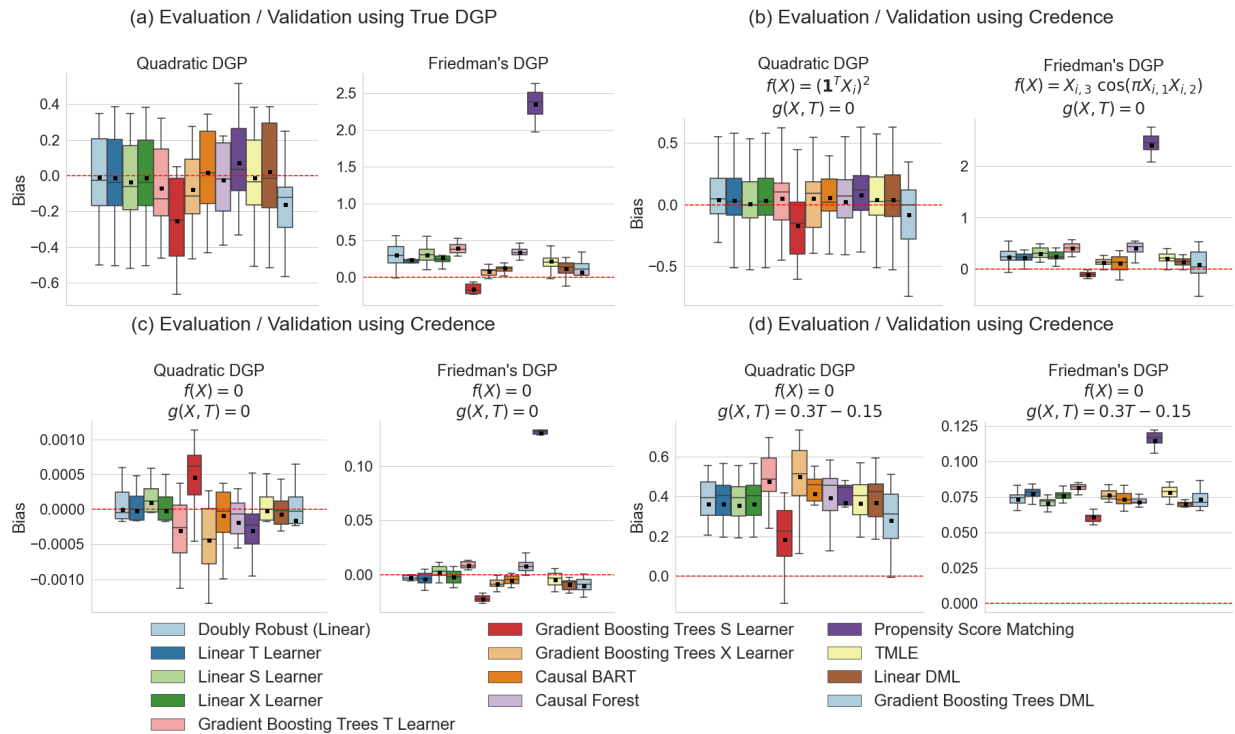 (a) Evaluation / Validation using True DGP
(b) Evaluation / Validation using Credence
Quadratic DGP
Friedman's DGP
Quadratic DGP
f(X) = (1ᵀXᵢ)²
g(X, T) = 0
Friedman's DGP
f(X) = Xᵢ,₃ cos(πXᵢ,₁Xᵢ,₂)
g(X, T) = 0
Bias
0.4
0.2
0.0
−0.2
−0.4
−0.6
2.5
2.0
1.5
1.0
0.5
0.0
Bias
0.5
0.0
−0.5
2
1
0
(c) Evaluation / Validation using Credence
(d) Evaluation / Validation using Credence
Quadratic DGP
f(X) = 0
g(X, T) = 0
Friedman's DGP
f(X) = 0
g(X, T) = 0
Quadratic DGP
f(X) = 0
g(X, T) = 0.3T − 0.15
Friedman's DGP
f(X) = 0
g(X, T) = 0.3T − 0.15
Bias
0.0010
0.0005
0.0000
−0.0005
−0.0010
0.10
0.05
0.00
Bias
0.6
0.4
0.2
0.0
0.125
0.100
0.075
0.050
0.025
0.000
Doubly Robust (Linear)
Linear T Learner
Linear S Learner
Linear X Learner
Gradient Boosting Trees T Learner
Gradient Boosting Trees S Learner
Gradient Boosting Trees X Learner
Causal BART
Causal Forest
Propensity Score Matching
TMLE
Linear DML
Gradient Boosting Trees DML